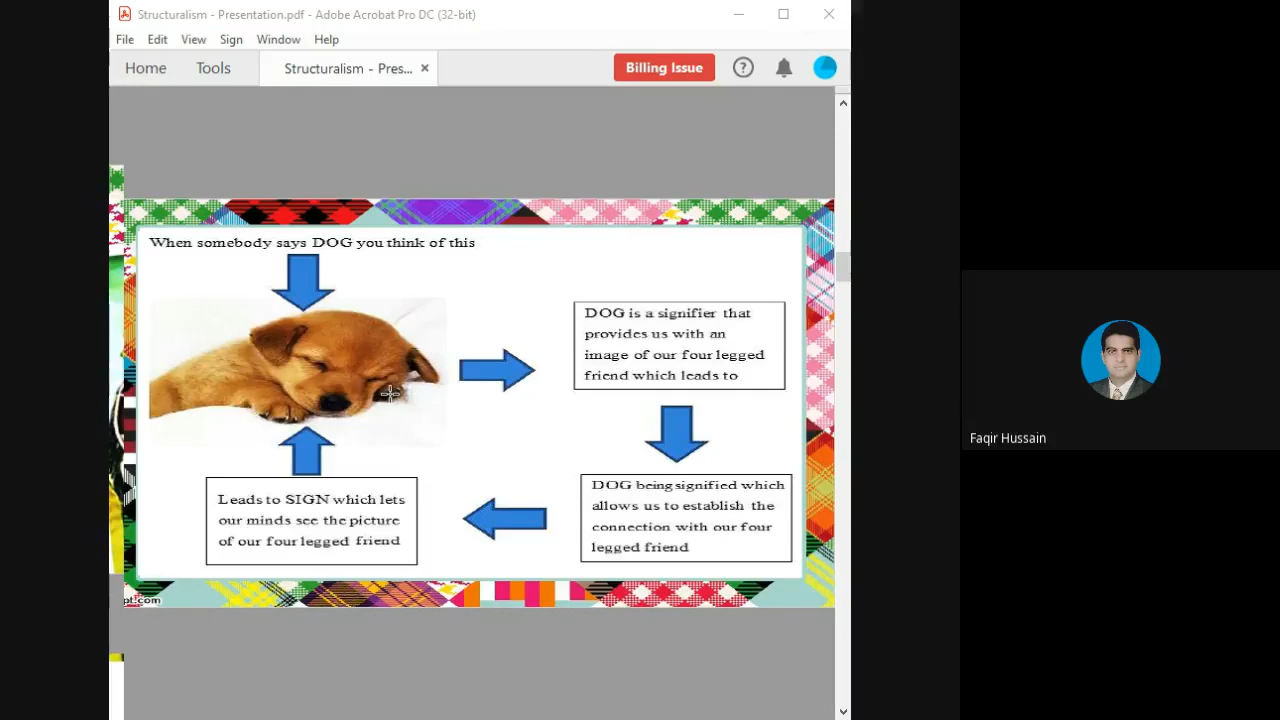 Structuralism - Presentation.pdf - Adobe Acrobat Pro DC (32-bit)
File Edit View Sign Window Help
Home Tools Structuralism - Pres... Billing Issue
When somebody says DOG you think of this
DOG is a signifier that
provides us with an
image of our four legged
friend which leads to
DOG being signified which
allows us to establish the
connection with our four
legged friend
Leads to SIGN which lets
our minds see the picture
of our four legged friend
pt.com
Faqir Hussain